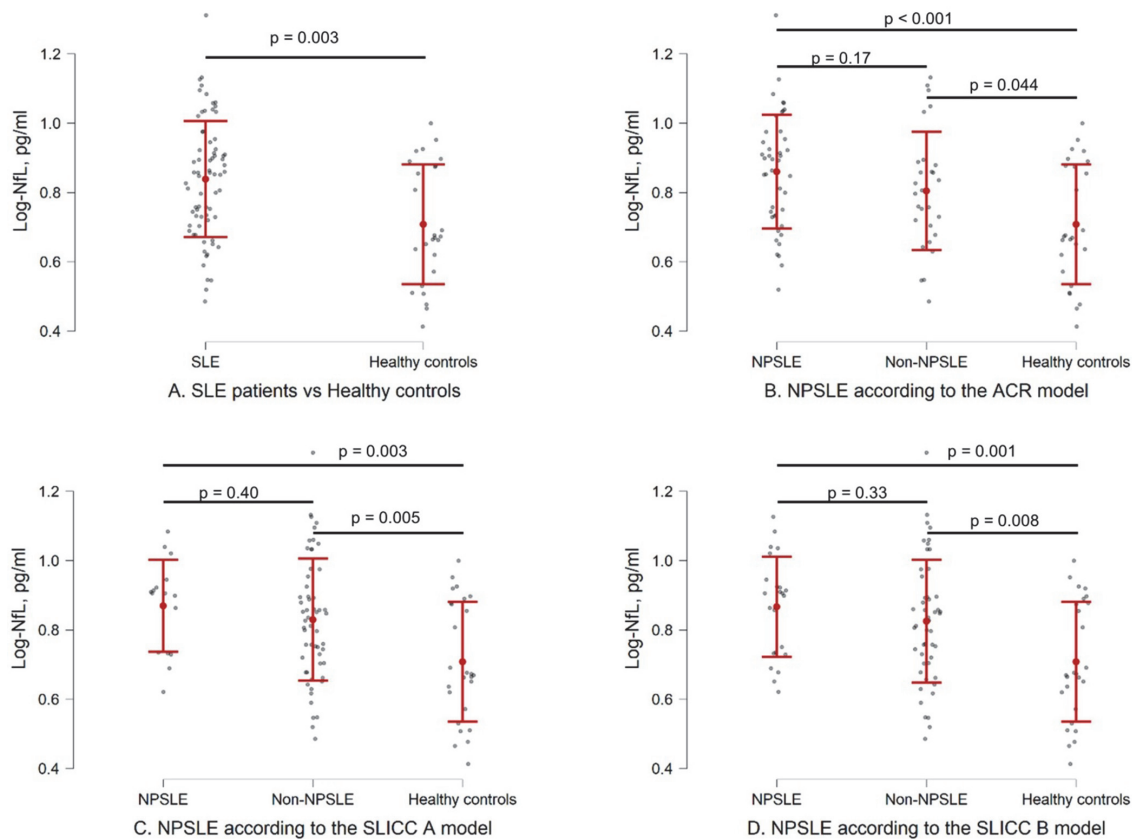 p = 0.003
Log-NfL, pg/ml
1.2
1.0
0.8
0.6
0.4
SLE
Healthy controls
A. SLE patients vs Healthy controls
p < 0.001
p = 0.17
p = 0.044
Log-NfL, pg/ml
1.2
1.0
0.8
0.6
0.4
NPSLE
Non-NPSLE
Healthy controls
B. NPSLE according to the ACR model
p = 0.003
p = 0.40
p = 0.005
Log-NfL, pg/ml
1.2
1.0
0.8
0.6
0.4
NPSLE
Non-NPSLE
Healthy controls
C. NPSLE according to the SLICC A model
p = 0.001
p = 0.33
p = 0.008
Log-NfL, pg/ml
1.2
1.0
0.8
0.6
0.4
NPSLE
Non-NPSLE
Healthy controls
D. NPSLE according to the SLICC B model